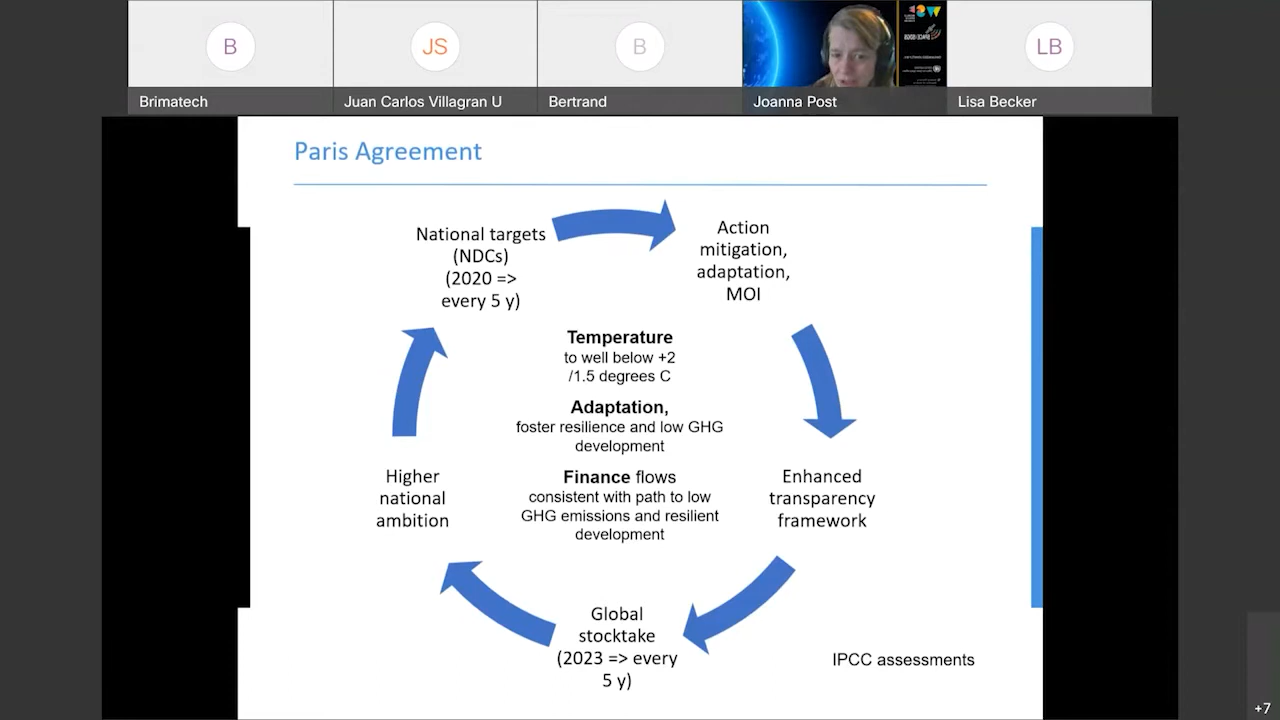 B
JS
B
LB
Brimatech
Juan Carlos Villagran U
Bertrand
Joanna Post
Lisa Becker
Paris Agreement
National targets
(NDCs)
(2020 =>
every 5 y)
Action
mitigation,
adaptation,
MOI
Temperature
to well below +2
/1.5 degrees C
Adaptation,
foster resilience and low GHG
development
Finance flows
consistent with path to low
GHG emissions and resilient
development
Higher
national
ambition
Enhanced
transparency
framework
Global
stocktake
(2023 => every
5 y)
IPCC assessments
+7